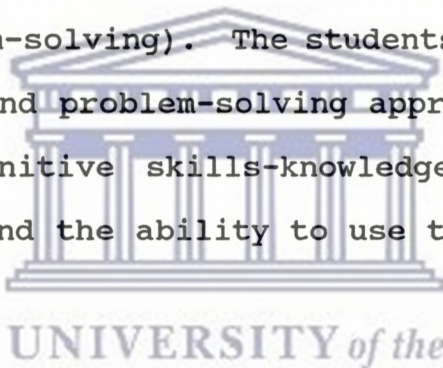 -solving). The students
nd problem-solving appr
nitive skills-knowledge
nd the ability to use t
UNIVERSITY of the